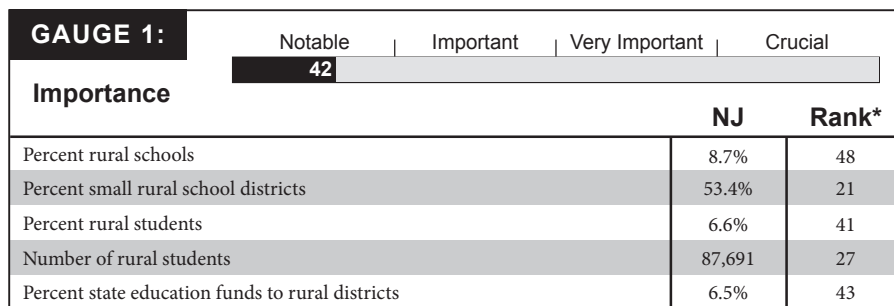 GAUGE 1:
Notable Important Very Important Crucial
42
Importance
NJ Rank*
Percent rural schools 8.7% 48
Percent small rural school districts 53.4% 21
Percent rural students 6.6% 41
Number of rural students 87,691 27
Percent state education funds to rural districts 6.5% 43